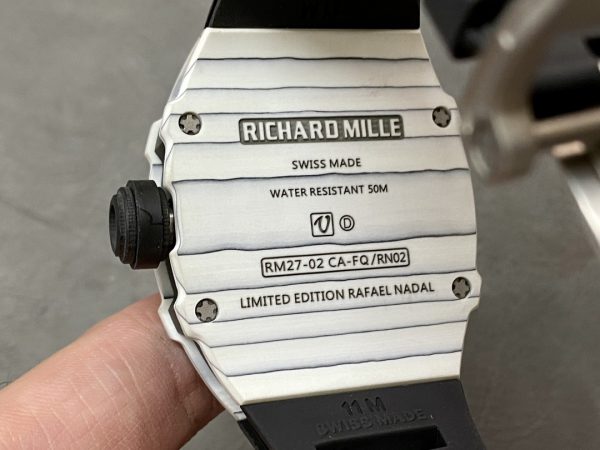 RICHARD MILLE
SWISS MADE
WATER RESISTANT 50M
D
RM27-02 CA-FQ/RN02
LIMITED EDITION RAFAEL NADAL
11 M
SWISS MADE